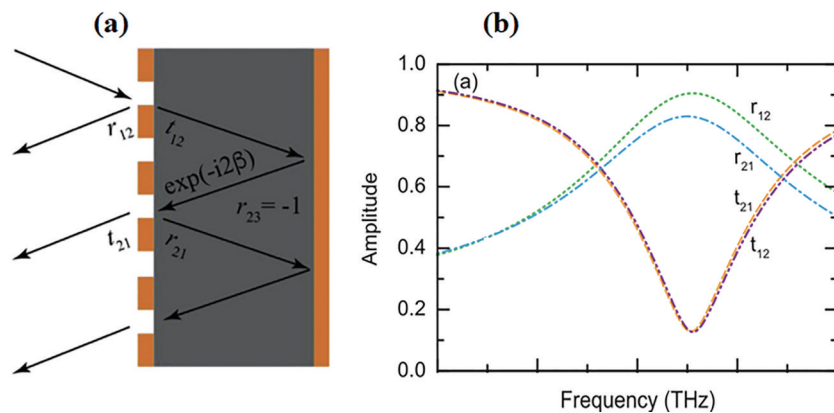 (a)
r12
t12
exp(-i2β)
r23 = -1
t21
r21
(b)
(a)
1.0
0.8
0.6
0.4
0.2
0.0
Amplitude
r12
r21
t21
t12
Frequency (THz)